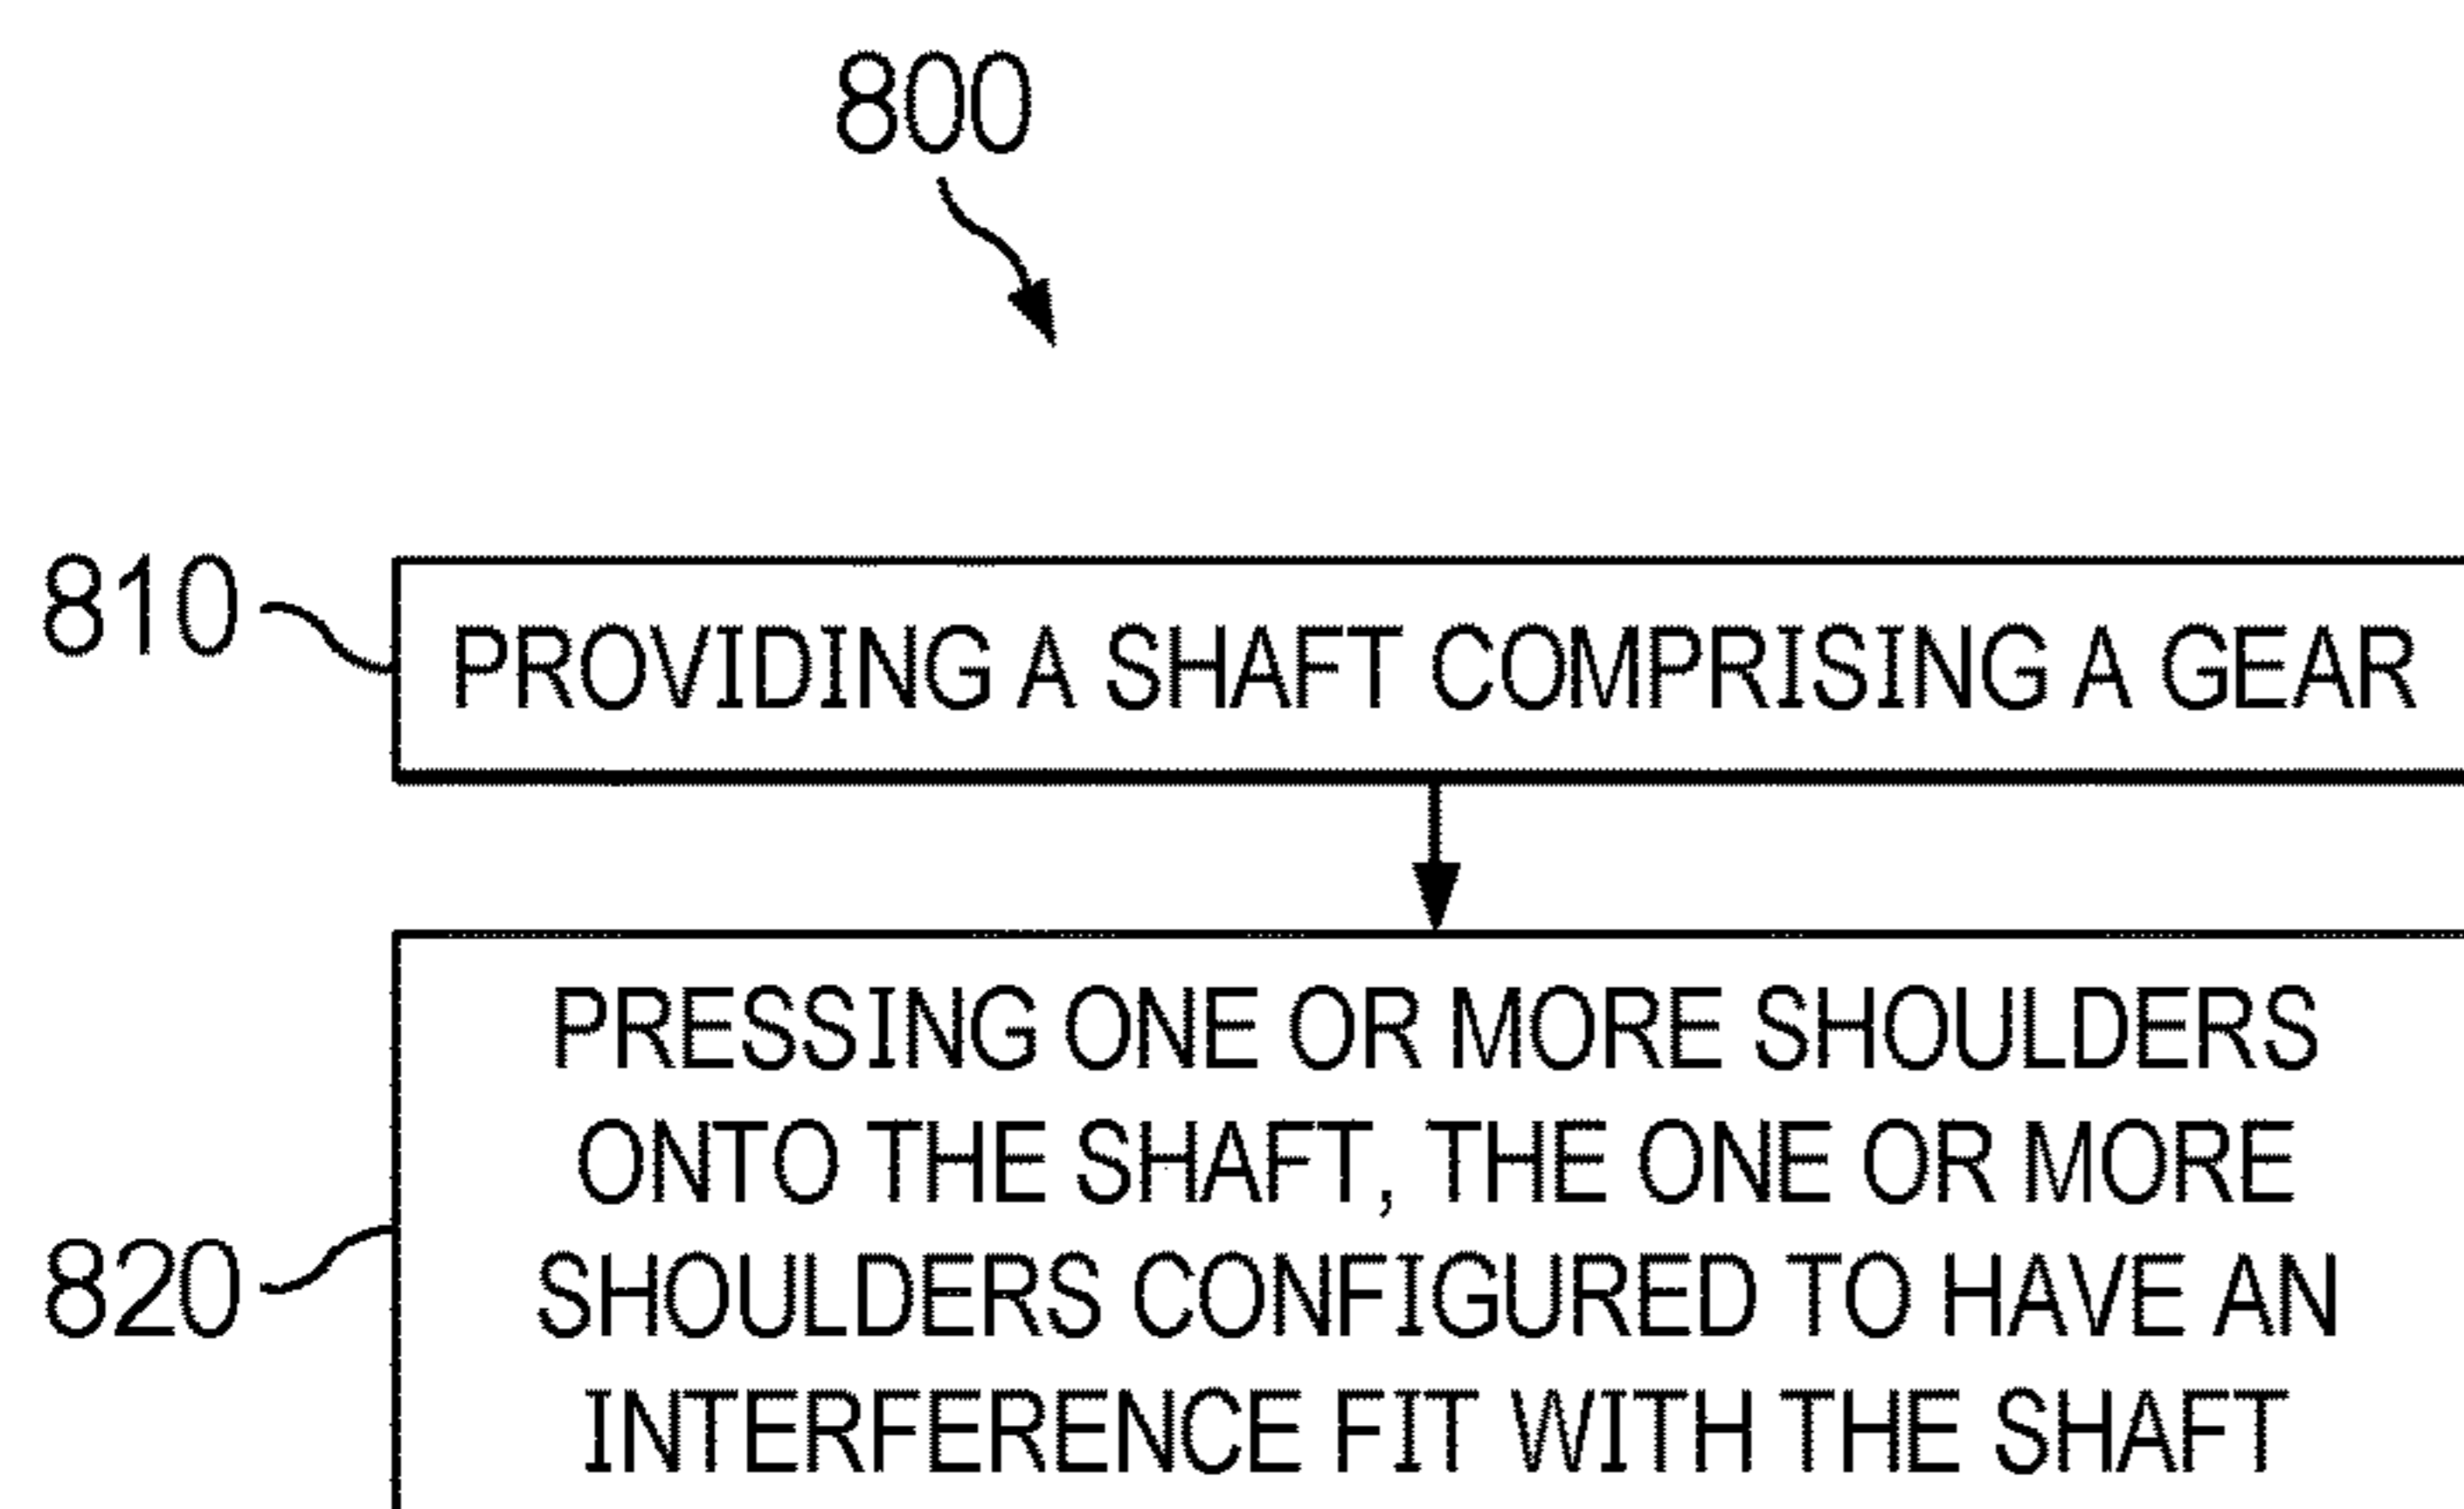 800
810
PROVIDING A SHAFT COMPRISING A GEAR
PRESSING ONE OR MORE SHOULDERS
ONTO THE SHAFT, THE ONE OR MORE
820
SHOULDERS CONFIGURED TO HAVE AN
INTERFERENCE FIT WITH THE SHAFT